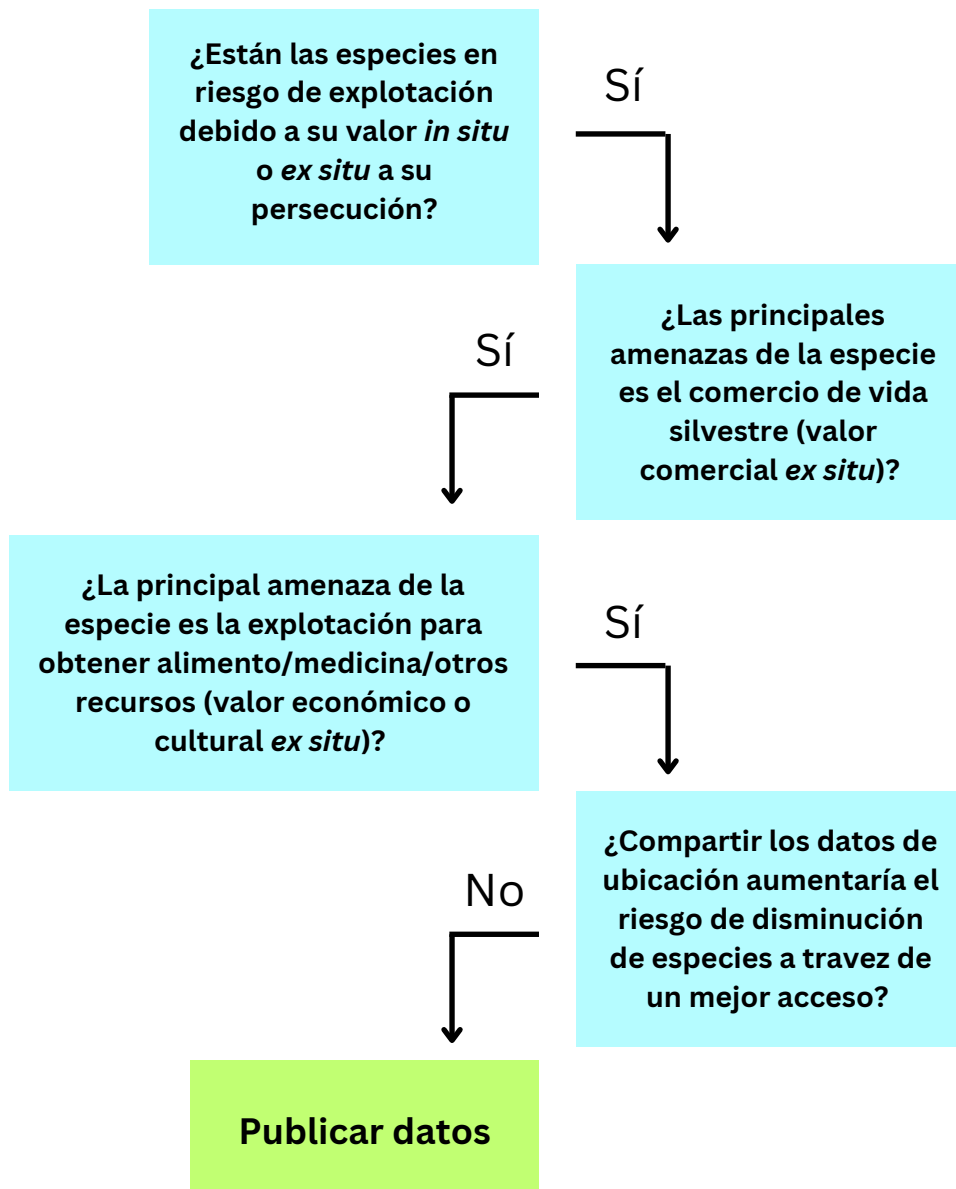 ¿Están las especies en
riesgo de explotación
debido a su valor in situ
o ex situ a su
persecución?
Sí
¿Las principales
amenazas de la especie
es el comercio de vida
silvestre (valor
comercial ex situ)?
Sí
¿La principal amenaza de la
especie es la explotación para
obtener alimento/medicina/otros
recursos (valor económico o
cultural ex situ)?
Sí
¿Compartir los datos de
ubicación aumentaría el
riesgo de disminución
de especies a travez de
un mejor acceso?
No
Publicar datos